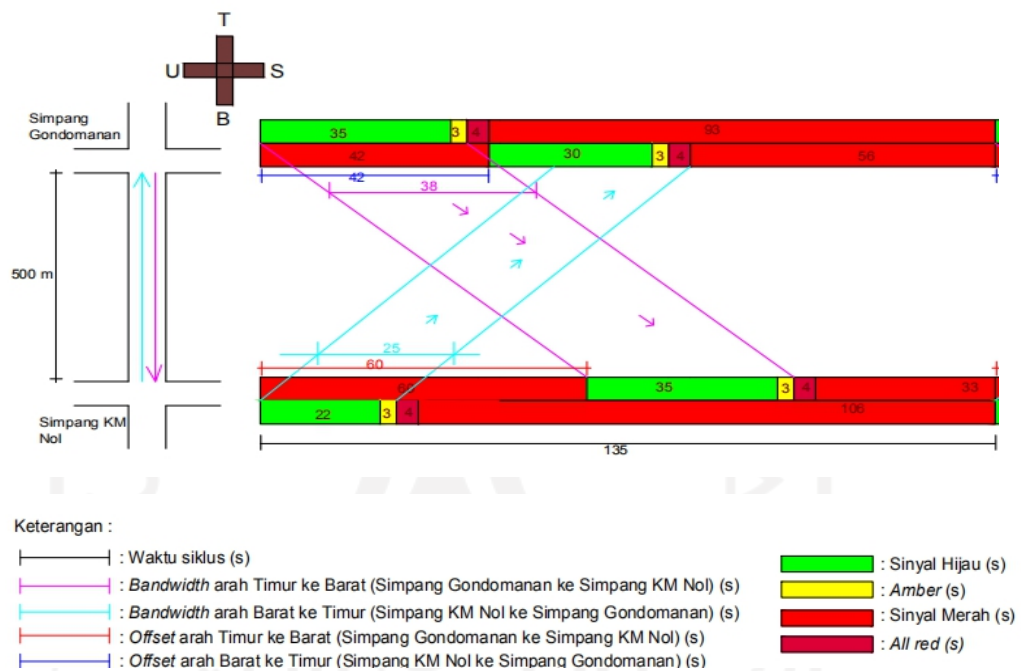 T
U S
B
Simpang
Gondomanan
35 3 4 93
42 30 3 4 56
42
38
500 m
25
60
35 3 4 33
22 3 4 106
Simpang KM
Nol
135
Keterangan :
: Waktu siklus (s)
: Bandwidth arah Timur ke Barat (Simpang Gondomanan ke Simpang KM Nol) (s)
: Bandwidth arah Barat ke Timur (Simpang KM Nol ke Simpang Gondomanan) (s)
: Offset arah Timur ke Barat (Simpang Gondomanan ke Simpang KM Nol) (s)
: Offset arah Barat ke Timur (Simpang KM Nol ke Simpang Gondomanan) (s)
: Sinyal Hijau (s)
: Amber (s)
: Sinyal Merah (s)
: All red (s)